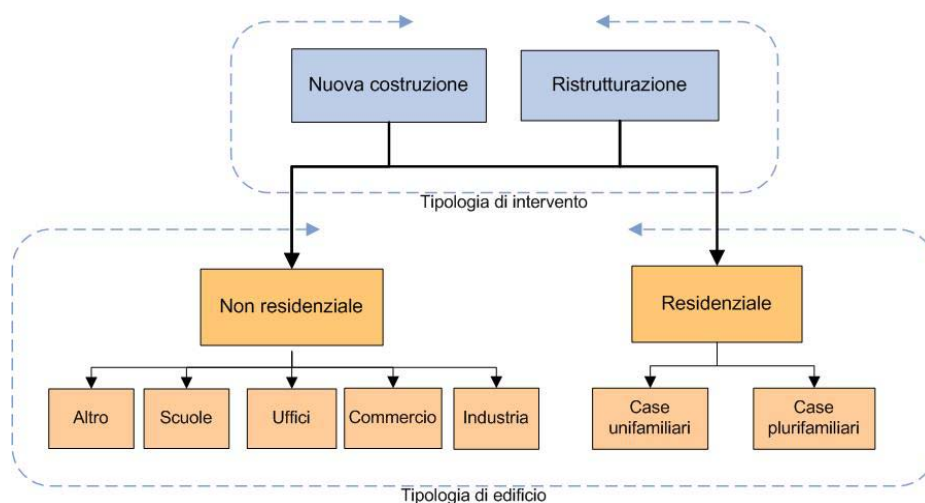 Nuova costruzione
Ristrutturazione
Tipologia di intervento
Non residenziale
Residenziale
Altro
Scuole
Uffici
Commercio
Industria
Case
unifamiliari
Case
plurifamiliari
Tipologia di edificio